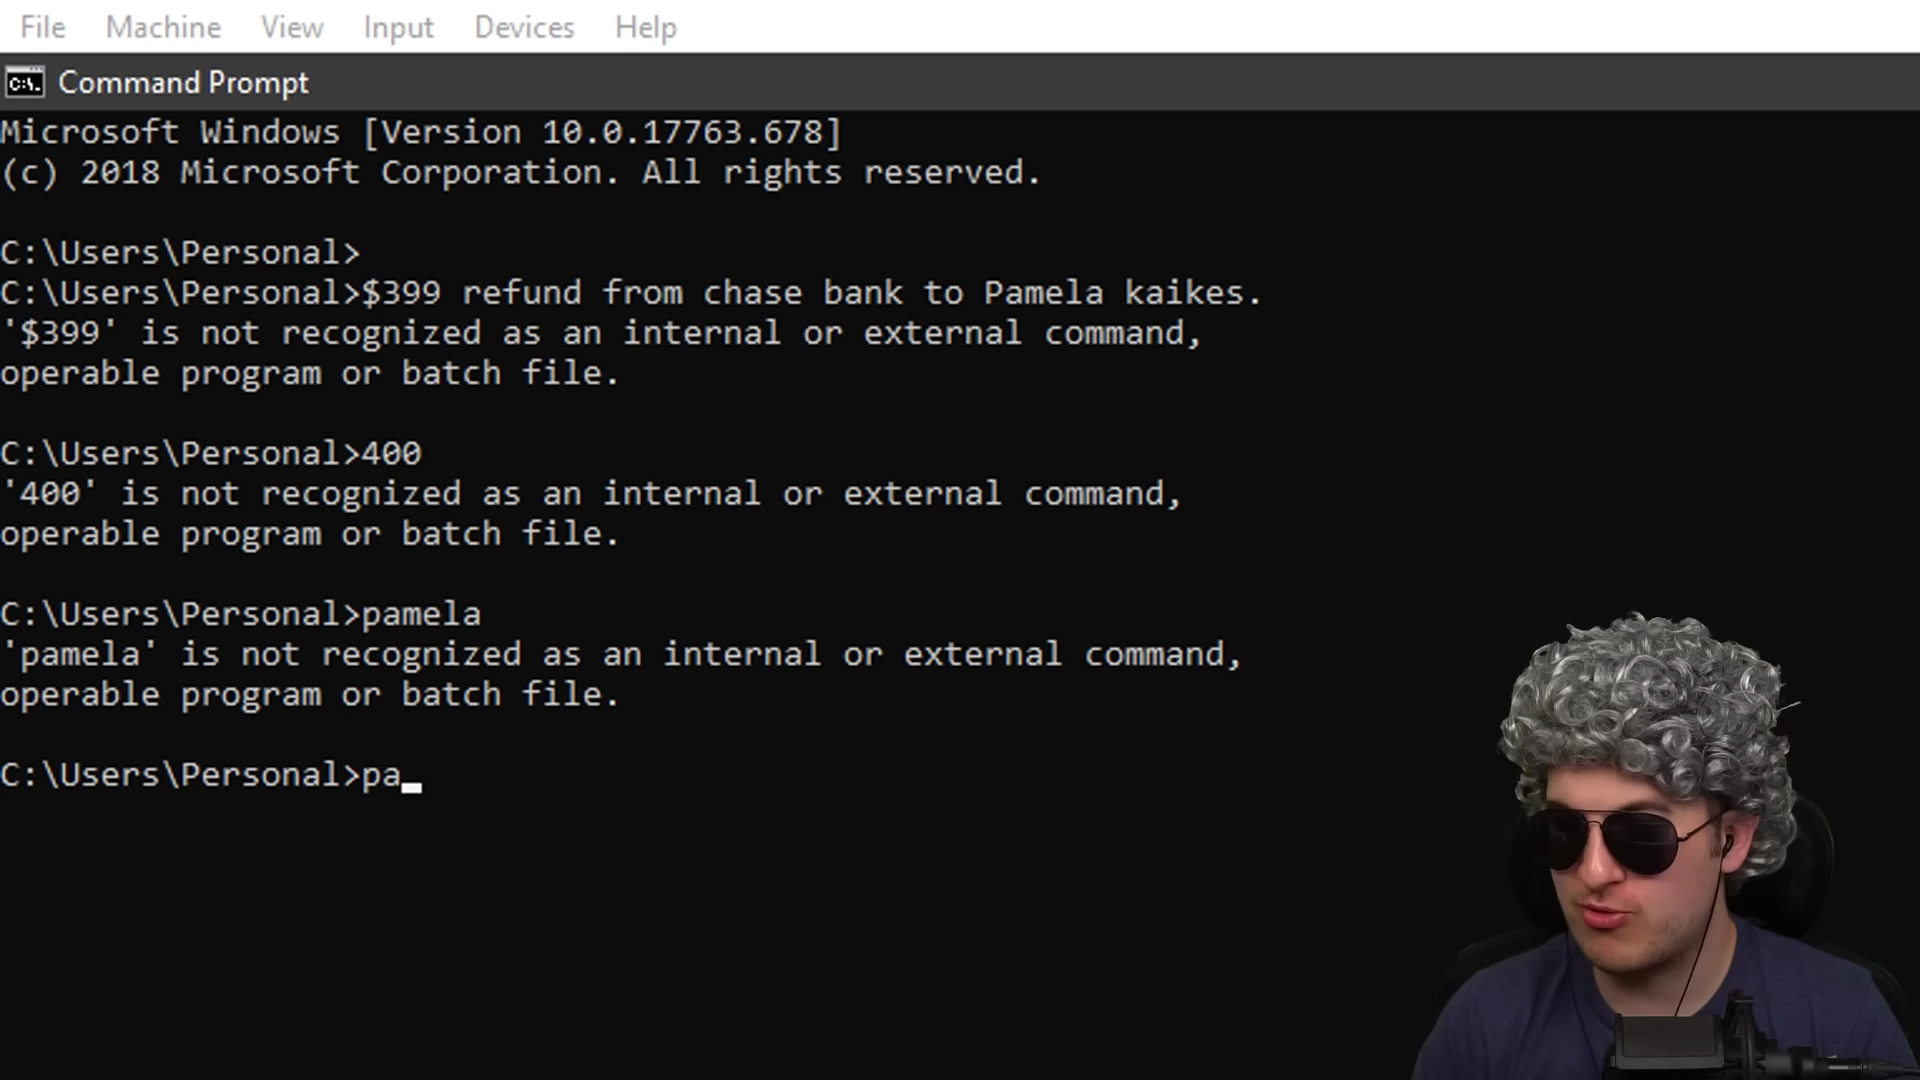 File Machine View Input Devices Help
C:\. Command Prompt
Microsoft Windows [Version 10.0.17763.678]
(c) 2018 Microsoft Corporation. All rights reserved.
C:\Users\Personal>
C:\Users\Personal>$399 refund from chase bank to Pamela kaikes.
'$399' is not recognized as an internal or external command,
operable program or batch file.
C:\Users\Personal>400
'400' is not recognized as an internal or external command,
operable program or batch file.
C:\Users\Personal>pamela
'pamela' is not recognized as an internal or external command,
operable program or batch file.
C:\Users\Personal>pa